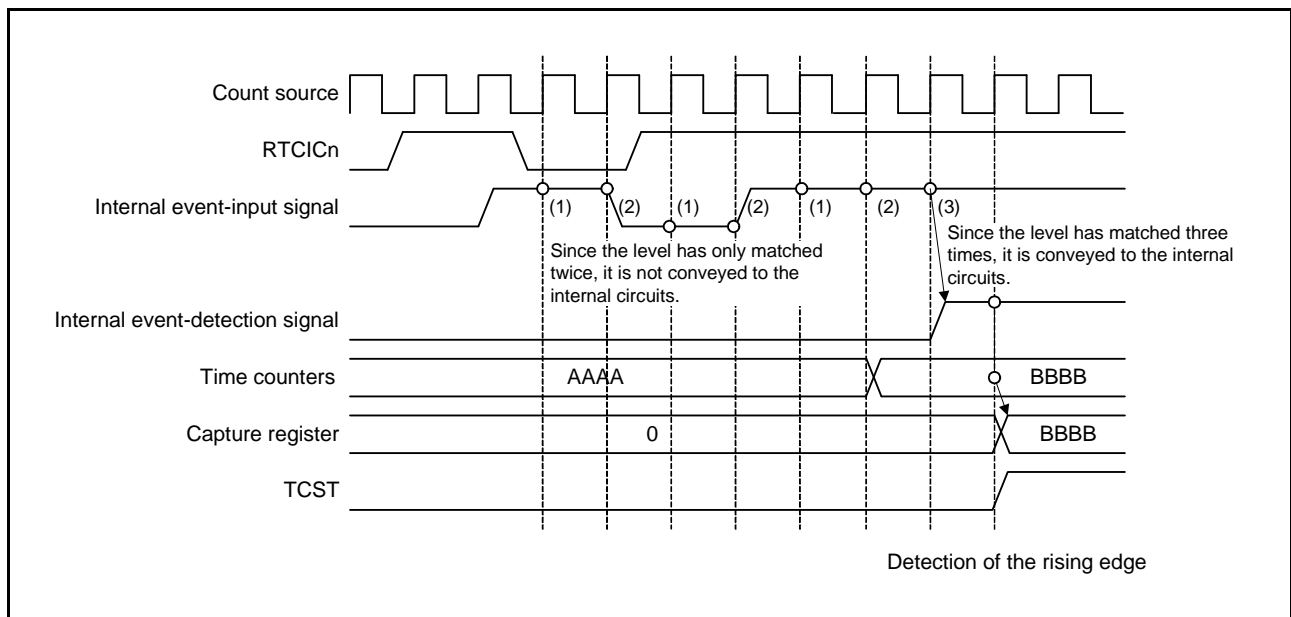 Count source
RTCICn
Internal event-input signal
(1) (2) (1) (2) (1) (2) (3)
Since the level has only matched
twice, it is not conveyed to the
internal circuits.
Since the level has matched three
times, it is conveyed to the internal
circuits.
Internal event-detection signal
Time counters
AAAA
BBBB
Capture register
0
BBBB
TCST
Detection of the rising edge